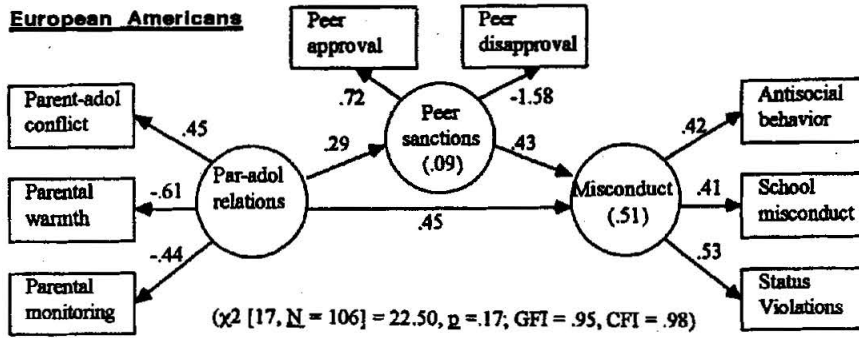 European Americans
Peer
approval
Peer
disapproval
Parent-adol
conflict
.72
-1.58
Peer
sanctions
(.09)
Antisocial
behavior
.45
.29
.43
.42
Parental
warmth
-.61
Par-adol
relations
Misconduct
(.51)
.41
School
misconduct
.45
-.44
.53
Parental
monitoring
Status
Violations
(χ2 [17, N = 106] = 22.50, p =.17; GFI = .95, CFI = .98)